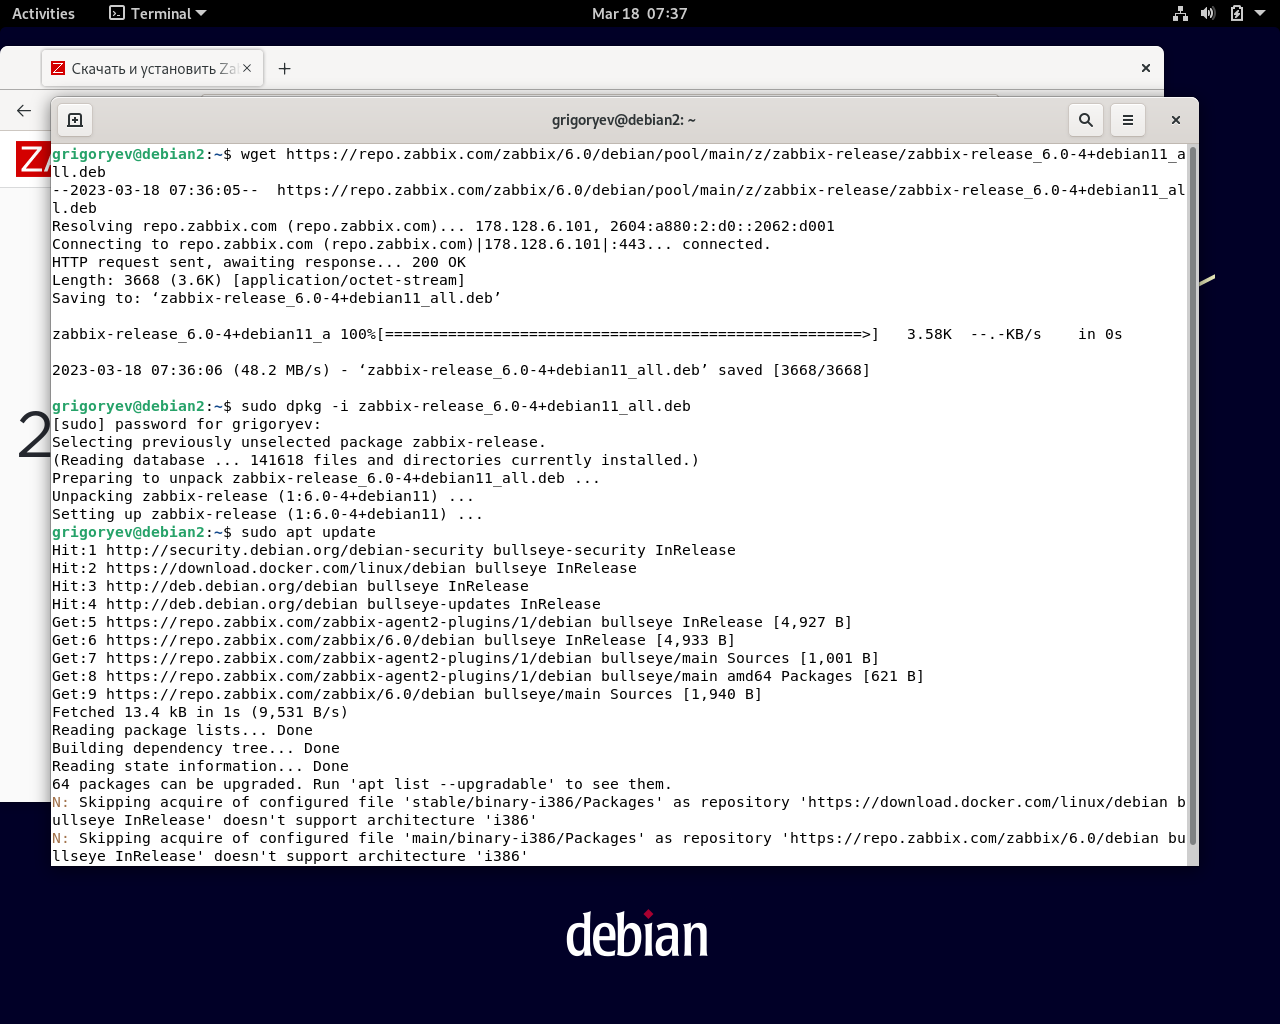 Activities
Terminal
Mar 18 07:37
Скачать и установить Za
grigoryev@debian2: ~
ZA
2
grigoryev@debian2:~$ wget https://repo.zabbix.com/zabbix/6.0/debian/pool/main/z/zabbix-release/zabbix-release_6.0-4+debian11_a
ll.deb
--2023-03-18 07:36:05--  https://repo.zabbix.com/zabbix/6.0/debian/pool/main/z/zabbix-release/zabbix-release_6.0-4+debian11_al
l.deb
Resolving repo.zabbix.com (repo.zabbix.com)... 178.128.6.101, 2604:a880:2:d0::2062:d001
Connecting to repo.zabbix.com (repo.zabbix.com)|178.128.6.101|:443... connected.
HTTP request sent, awaiting response... 200 OK
Length: 3668 (3.6K) [application/octet-stream]
Saving to: ‘zabbix-release_6.0-4+debian11_all.deb’
zabbix-release_6.0-4+debian11_a 100%[=====================================================>]   3.58K  --.-KB/s    in 0s
2023-03-18 07:36:06 (48.2 MB/s) - ‘zabbix-release_6.0-4+debian11_all.deb’ saved [3668/3668]
grigoryev@debian2:~$ sudo dpkg -i zabbix-release_6.0-4+debian11_all.deb
[sudo] password for grigoryev:
Selecting previously unselected package zabbix-release.
(Reading database ... 141618 files and directories currently installed.)
Preparing to unpack zabbix-release_6.0-4+debian11_all.deb ...
Unpacking zabbix-release (1:6.0-4+debian11) ...
Setting up zabbix-release (1:6.0-4+debian11) ...
grigoryev@debian2:~$ sudo apt update
Hit:1 http://security.debian.org/debian-security bullseye-security InRelease
Hit:2 https://download.docker.com/linux/debian bullseye InRelease
Hit:3 http://deb.debian.org/debian bullseye InRelease
Hit:4 http://deb.debian.org/debian bullseye-updates InRelease
Get:5 https://repo.zabbix.com/zabbix-agent2-plugins/1/debian bullseye InRelease [4,927 B]
Get:6 https://repo.zabbix.com/zabbix/6.0/debian bullseye InRelease [4,933 B]
Get:7 https://repo.zabbix.com/zabbix-agent2-plugins/1/debian bullseye/main Sources [1,001 B]
Get:8 https://repo.zabbix.com/zabbix-agent2-plugins/1/debian bullseye/main amd64 Packages [621 B]
Get:9 https://repo.zabbix.com/zabbix/6.0/debian bullseye/main Sources [1,940 B]
Fetched 13.4 kB in 1s (9,531 B/s)
Reading package lists... Done
Building dependency tree... Done
Reading state information... Done
64 packages can be upgraded. Run 'apt list --upgradable' to see them.
N: Skipping acquire of configured file 'stable/binary-i386/Packages' as repository 'https://download.docker.com/linux/debian b
ullseye InRelease' doesn't support architecture 'i386'
N: Skipping acquire of configured file 'main/binary-i386/Packages' as repository 'https://repo.zabbix.com/zabbix/6.0/debian bu
llseye InRelease' doesn't support architecture 'i386'
debian